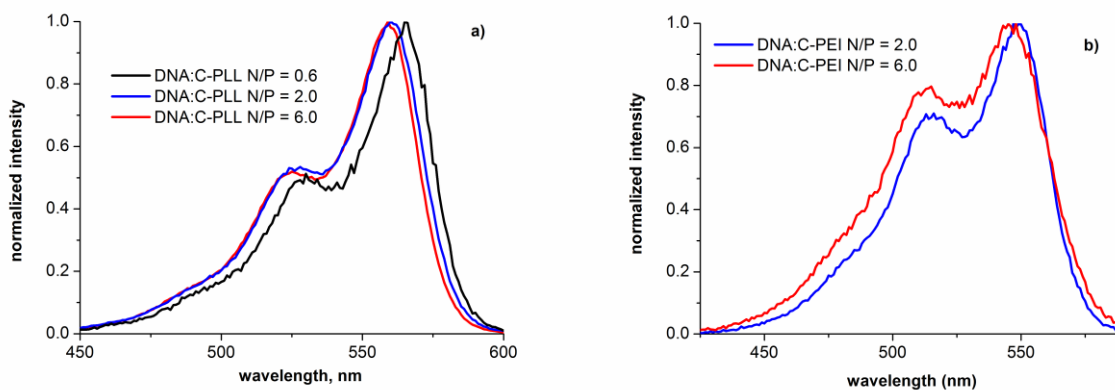 a)
DNA:C-PLL N/P = 0.6
DNA:C-PLL N/P = 2.0
DNA:C-PLL N/P = 6.0
normalized intensity
1.0
0.8
0.6
0.4
0.2
0.0
450 500 550 600
wavelength, nm
b)
DNA:C-PEI N/P = 2.0
DNA:C-PEI N/P = 6.0
normalized intensity
1.0
0.8
0.6
0.4
0.2
0.0
450 500 550
wavelength (nm)